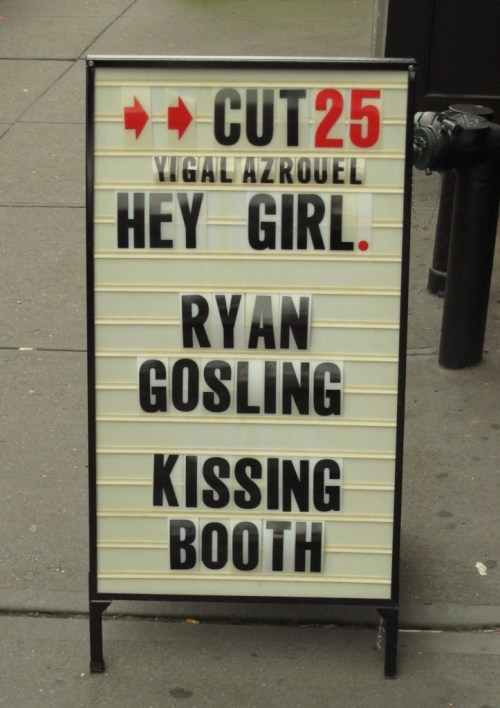 CUT25
YIGAL AZROUEL
HEY GIRL.
RYAN
GOSLING
KISSING
BOOTH